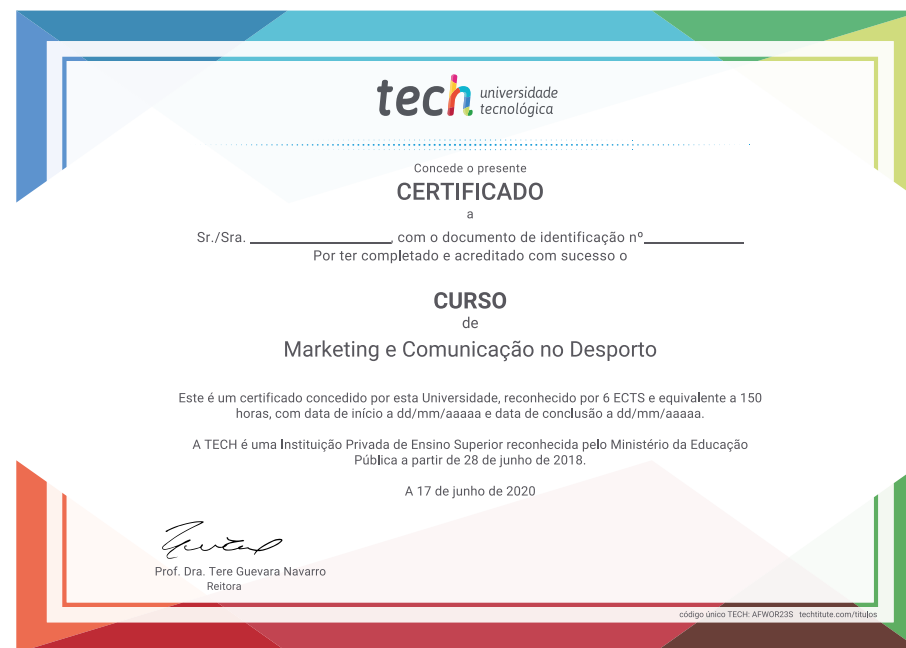 tech universidade
tecnológica
Concede o presente
CERTIFICADO
a
Sr./Sra. ____________, com o documento de identificação nº__________
Por ter completado e acreditado com sucesso o
CURSO
de
Marketing e Comunicação no Desporto
Este é um certificado concedido por esta Universidade, reconhecido por 6 ECTS e equivalente a 150
horas, com data de início a dd/mm/aaaaa e data de conclusão a dd/mm/aaaaa.
A TECH é uma Instituição Privada de Ensino Superior reconhecida pelo Ministério da Educação
Pública a partir de 28 de junho de 2018.
A 17 de junho de 2020
Prof. Dra. Tere Guevara Navarro
Reitora
código único TECH: AFWOR23S techtitute.com/titulos